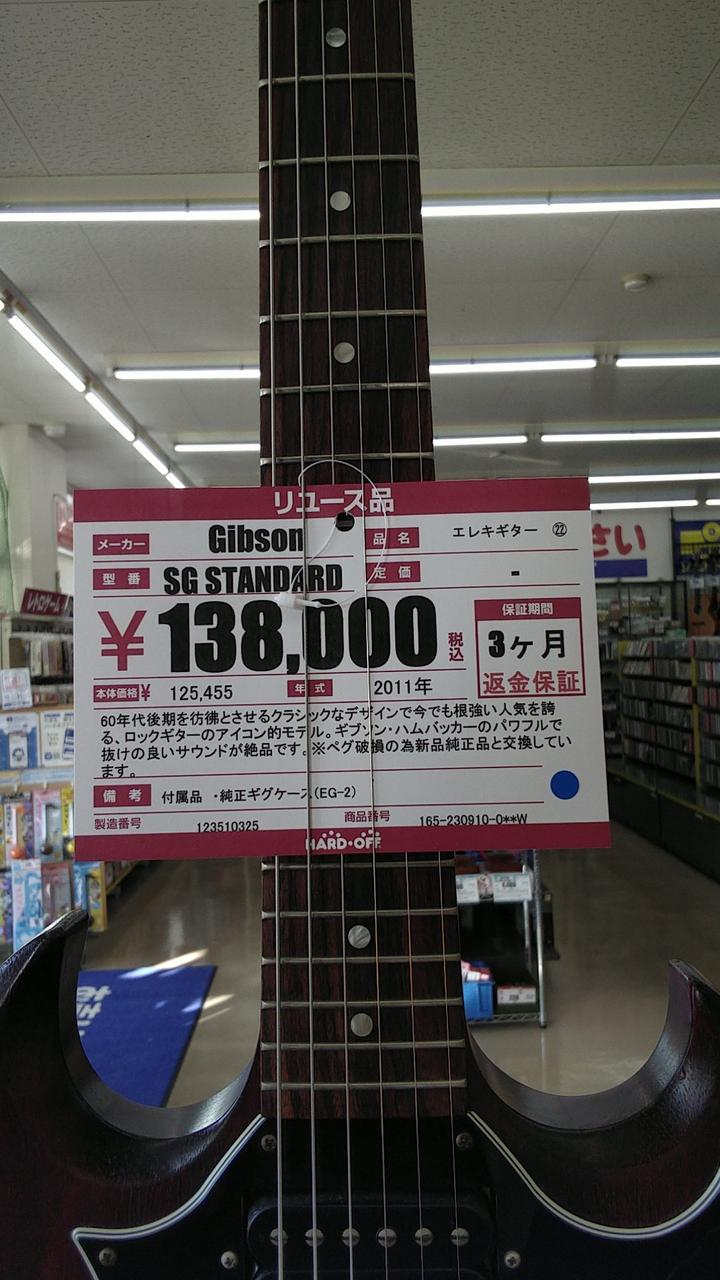 リユース品
メーカー Gibson 品名 エレキギター ㉒
型番 SG STANDARD 定価 -
¥138,000 税込
保証期間
3ヶ月
返金保証
本体価格¥ 125,455 年式 2011年
60年代後期を彷彿とさせるクラシックなデザインで今でも根強い人気を誇
る、ロックギターのアイコン的モデル。ギブソン・ハムバッカーのパワフルで
抜けの良いサウンドが絶品です。※ペグ破損の為新品純正品と交換してい
ます。
備考 付属品 ・純正ギグケース(EG-2)
製造番号 123510325 商品番号 165-230910-0**W
HARD・OFF
さい
レトロゲーム